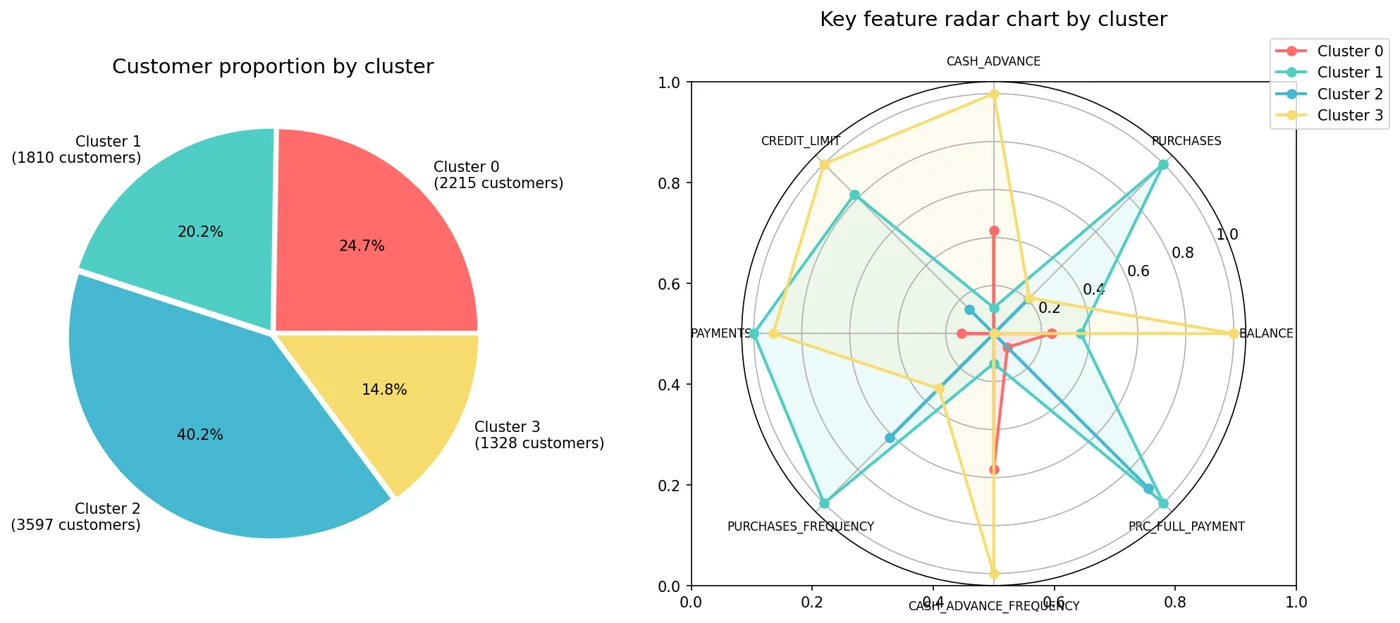 Customer proportion by cluster
Cluster 1
(1810 customers)
20.2%
Cluster 0
(2215 customers)
24.7%
40.2%
Cluster 2
(3597 customers)
14.8%
Cluster 3
(1328 customers)
Key feature radar chart by cluster
Cluster 0
Cluster 1
Cluster 2
Cluster 3
CASH_ADVANCE
CREDIT_LIMIT
PURCHASES
PAYMENTS
BALANCE
PURCHASES_FREQUENCY
PRC_FULL_PAYMENT
CASH_ADVANCE_FREQUENCY
0.2
0.4
0.6
0.8
1.0
1.0
0.8
0.6
0.4
0.2
0.0
0.0
0.2
0.4
0.6
0.8
1.0